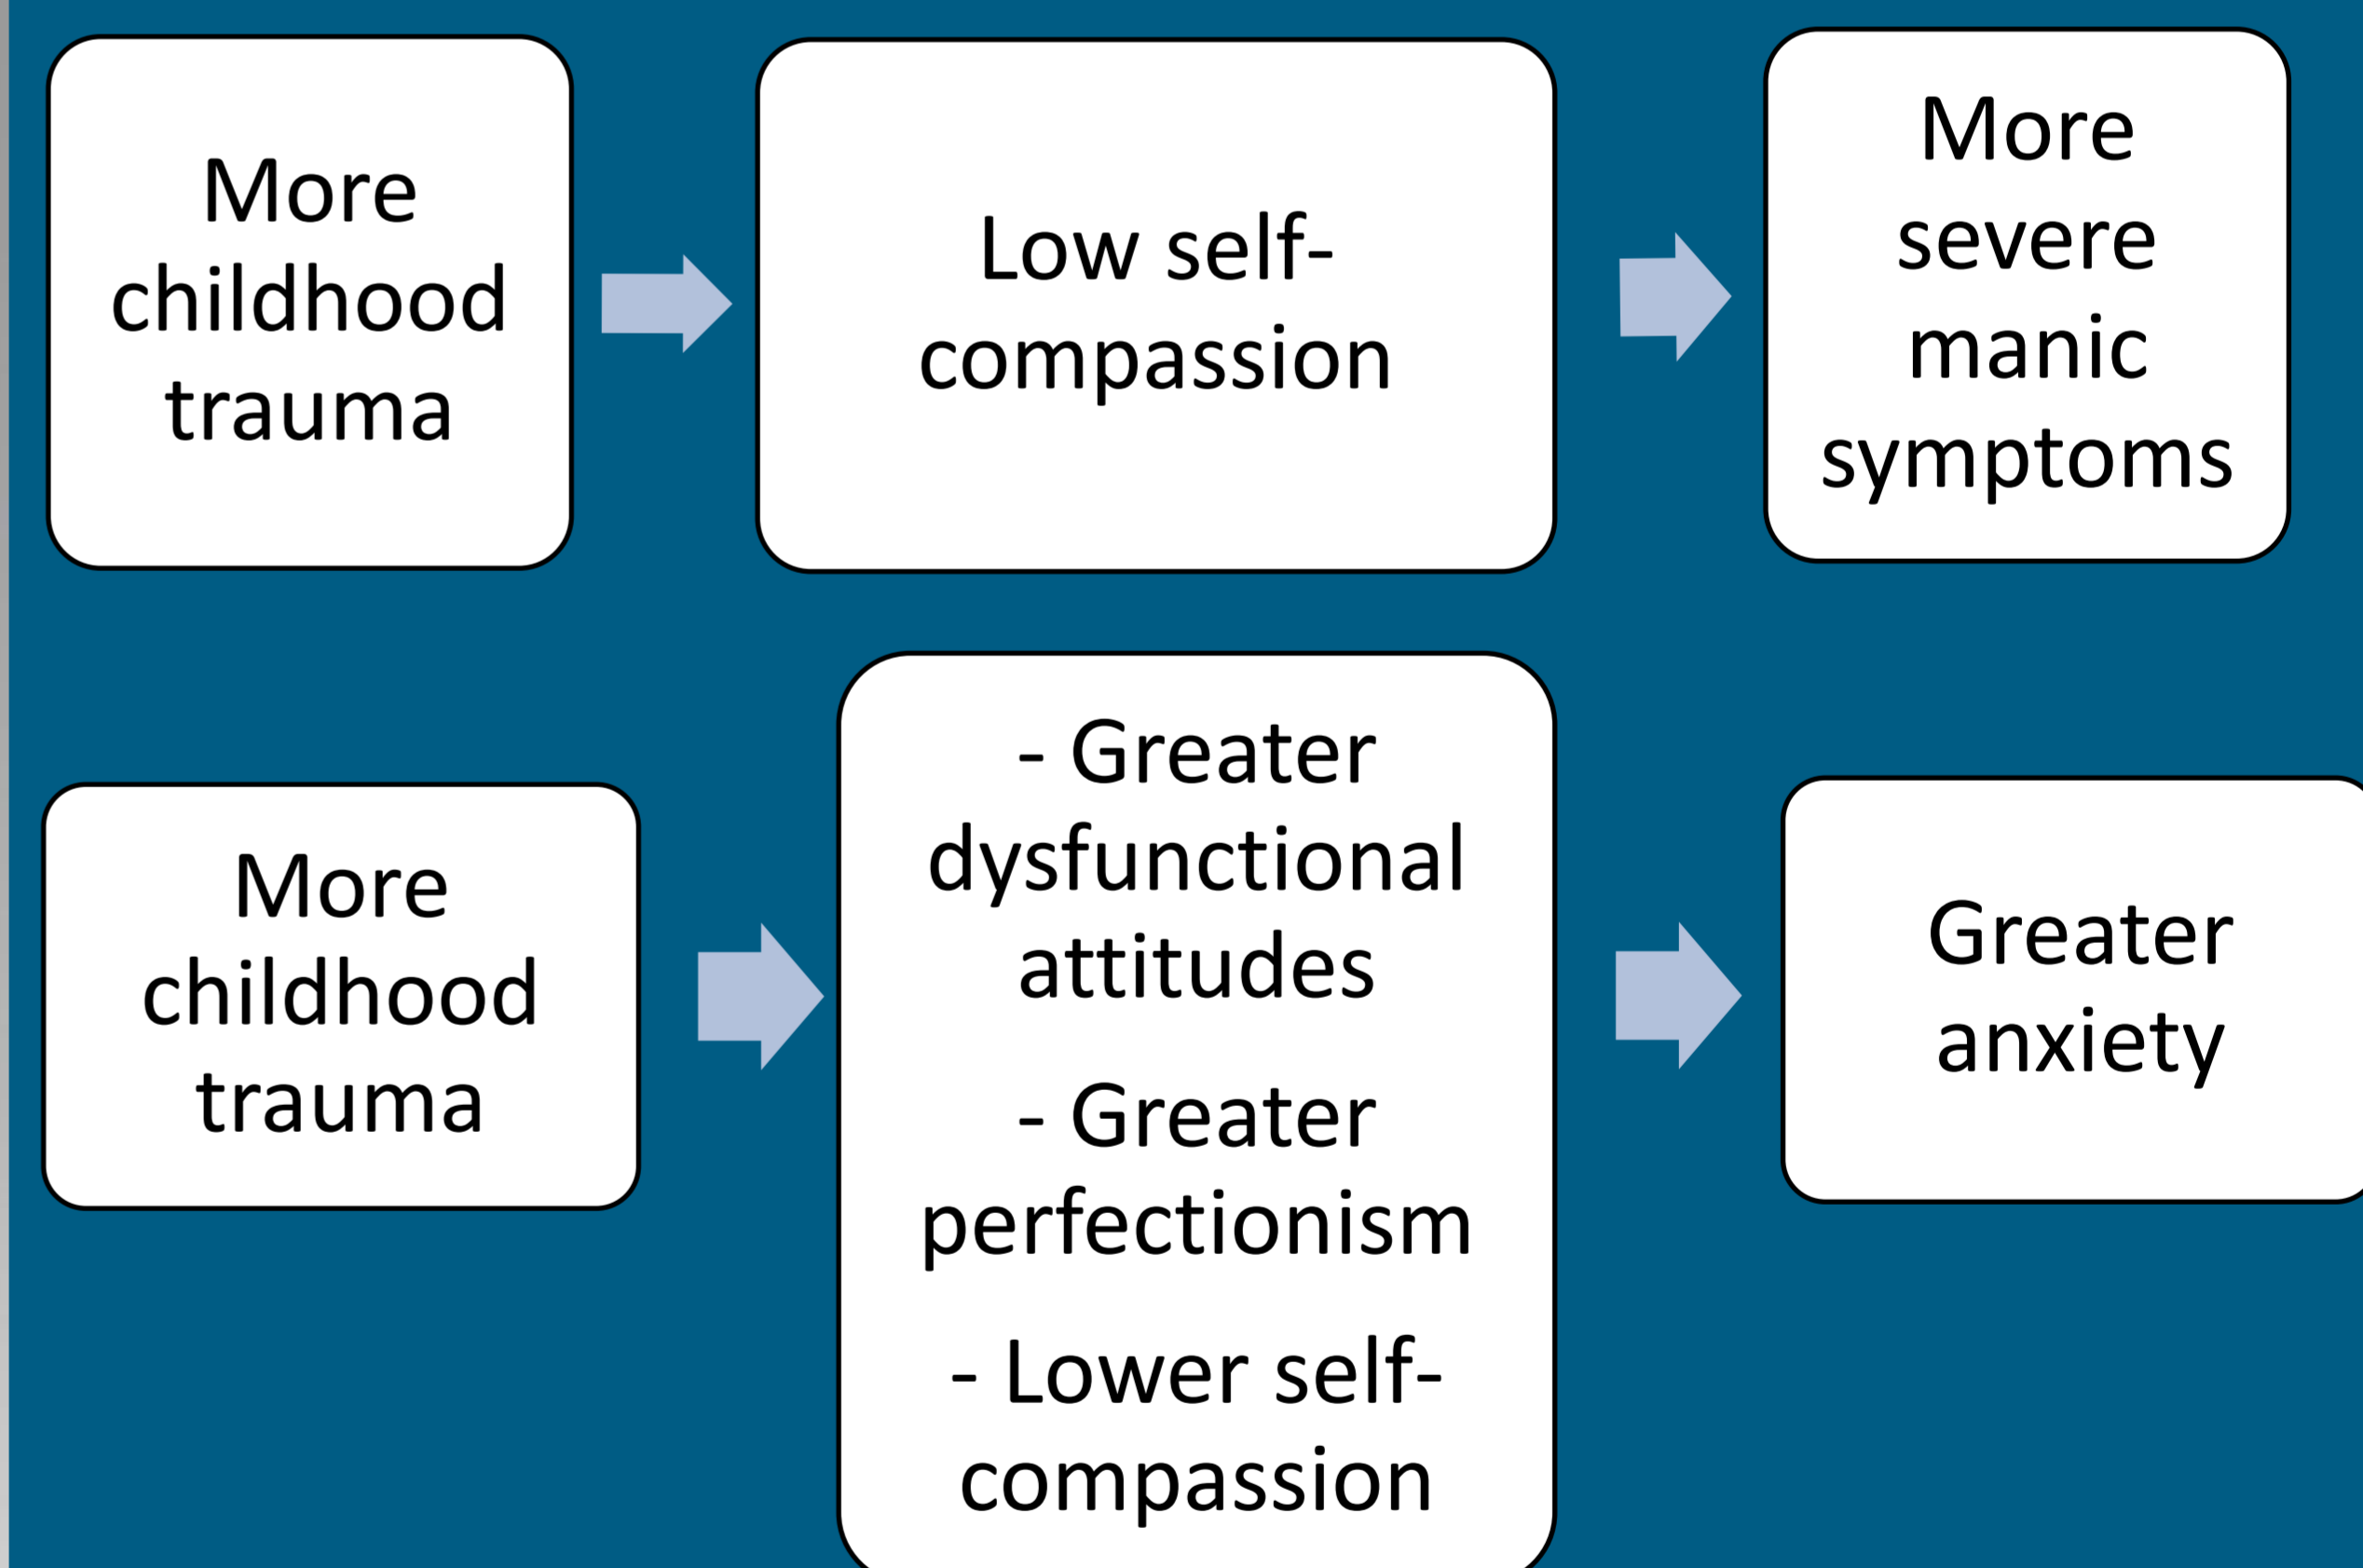 More
childhood
trauma
Low self-
compassion
More
severe
manic
symptoms
More
childhood
trauma
- Greater
dysfunctional
attitudes
- Greater
perfectionism
- Lower self-
compassion
Greater
anxiety